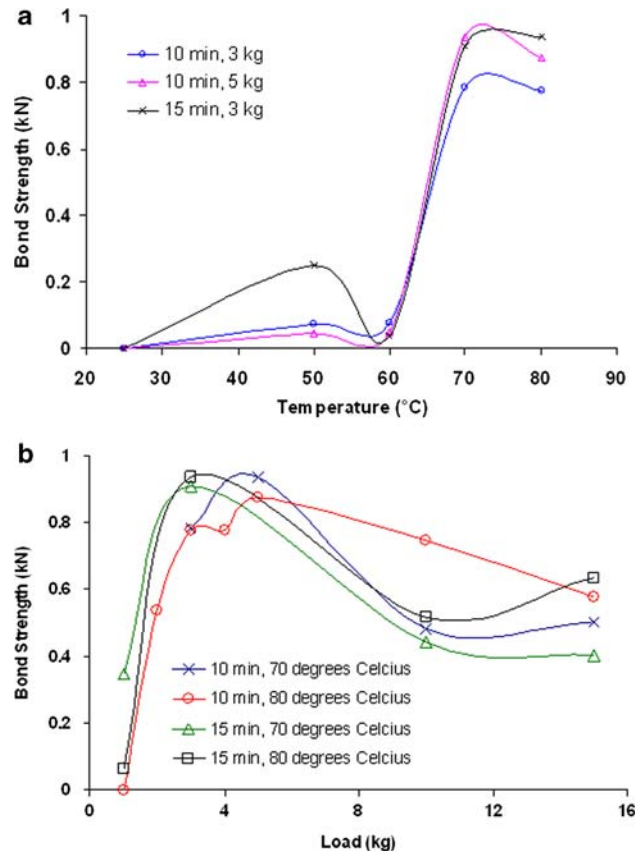 a
1
0.8
0.6
0.4
0.2
0
Bond Strength (kN)
10 min, 3 kg
10 min, 5 kg
15 min, 3 kg
20 30 40 50 60 70 80 90
Temperature (°C)
b
1
0.8
0.6
0.4
0.2
0
Bond Strength (kN)
10 min, 70 degrees Celcius
10 min, 80 degrees Celcius
15 min, 70 degrees Celcius
15 min, 80 degrees Celcius
0 4 8 12 16
Load (kg)